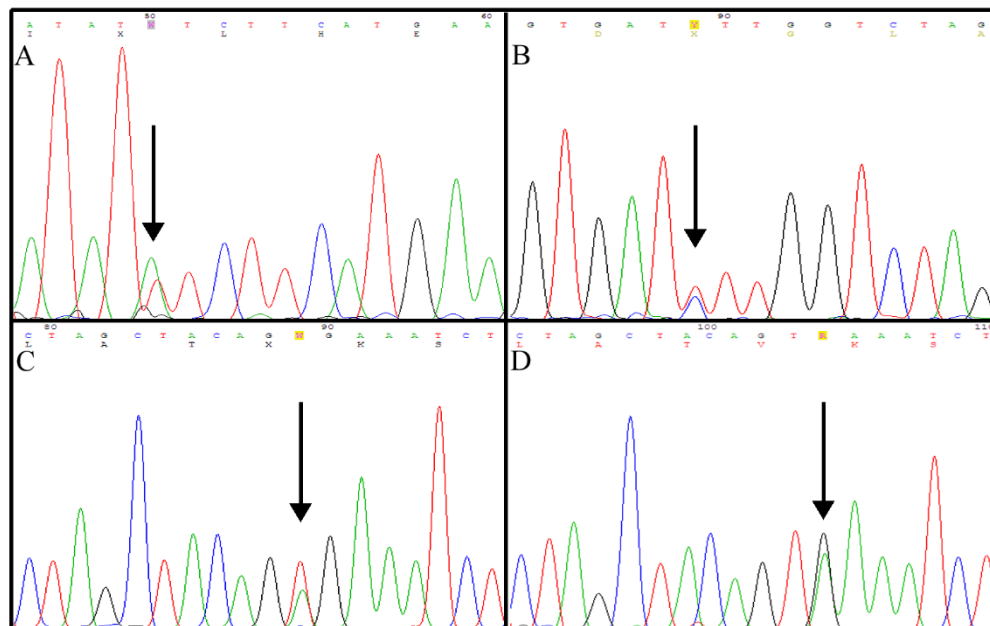 50 60
A T A T W T C T T C A T G A A
I X L H E
A
90
G T G A T Y T T G G T C T A G
D X G L A
B
80 90
C T A G C T A C A G W G A A A T C T
L A T X K S
C
100 110
C T A G C T A C A G T R A A A T C T
L A T V K S
D